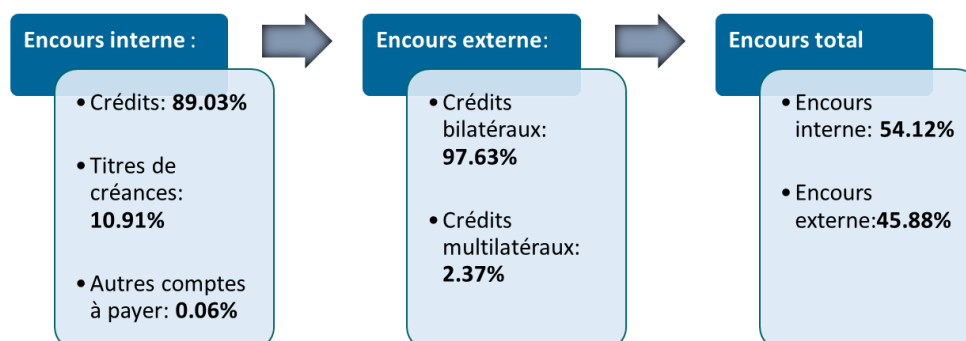 Encours interne :
• Crédits: 89.03%
• Titres de
créances:
10.91%
• Autres comptes
à payer: 0.06%
Encours externe:
• Crédits
bilatéraux:
97.63%
• Crédits
multilatéraux:
2.37%
Encours total
• Encours
interne: 54.12%
• Encours
externe:45.88%